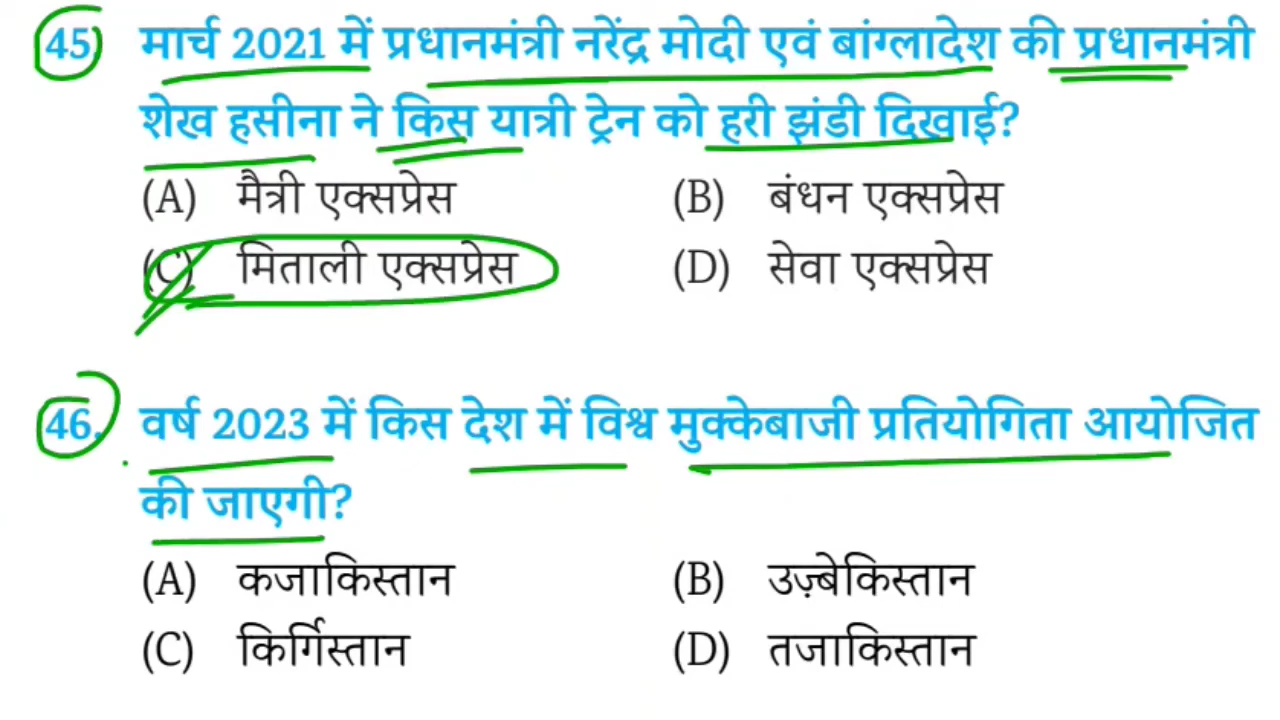 45. मार्च 2021 में प्रधानमंत्री नरेंद्र मोदी एवं बांग्लादेश की प्रधानमंत्री
शेख हसीना ने किस यात्री ट्रेन को हरी झंडी दिखाई?
(A) मैत्री एक्सप्रेस (B) बंधन एक्सप्रेस
(C) मिताली एक्सप्रेस (D) सेवा एक्सप्रेस
46. वर्ष 2023 में किस देश में विश्व मुक्केबाजी प्रतियोगिता आयोजित
की जाएगी?
(A) कजाकिस्तान (B) उज़्बेकिस्तान
(C) किर्गिस्तान (D) तजाकिस्तान